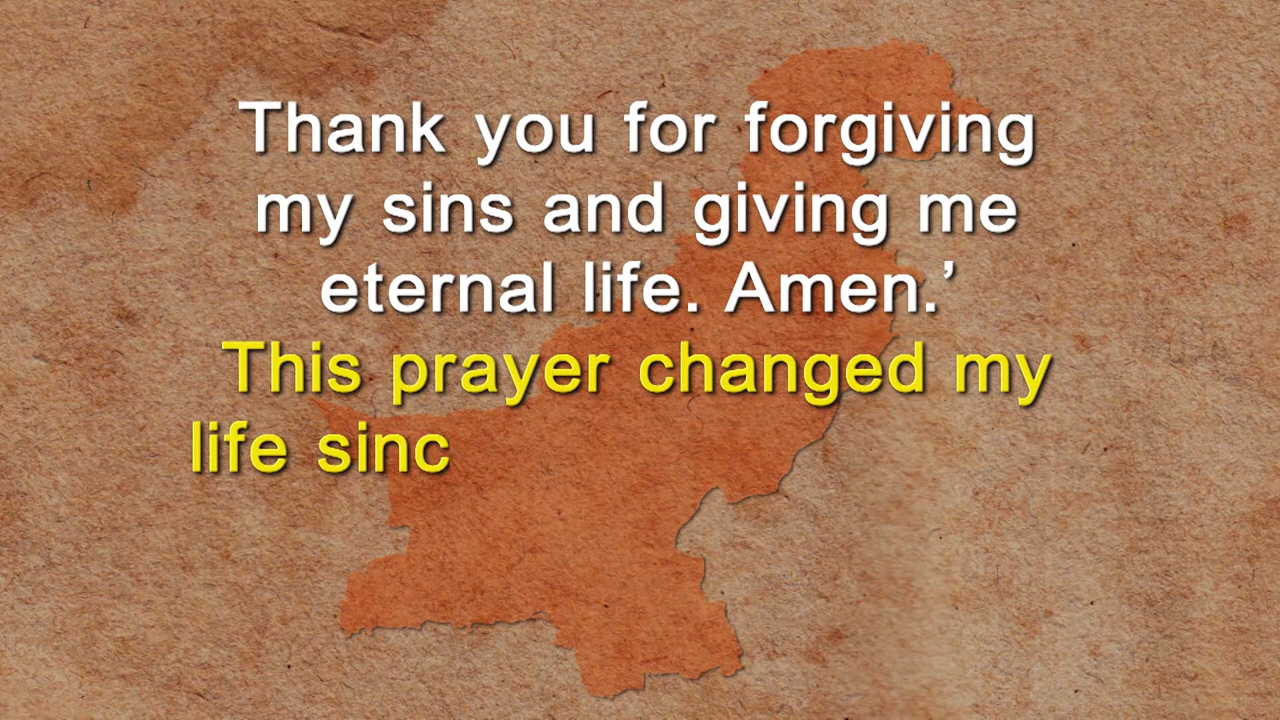 Thank you for forgiving
my sins and giving me
eternal life. Amen.’
This prayer changed my
life sinc